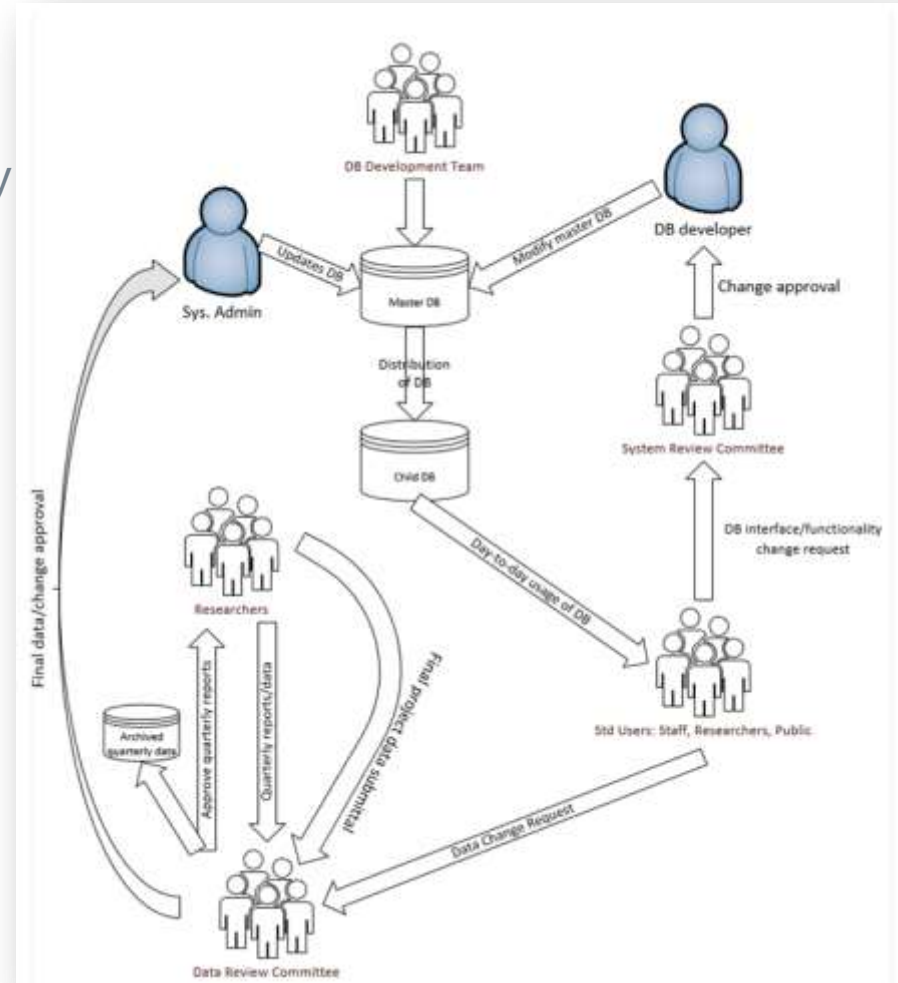 DB Development Team
DB developer
Sys. Admin
Updates DB
Modify master DB
Master DB
Change approval
Distribution
of DB
System Review Committee
Child DB
DB interface/functionality
change request
Day-to-day usage of DB
Researchers
Final data/change approval
Archived
quarterly data
Approve quarterly reports
Quarterly reports/data
Final project data submittal
Std Users: Staff, Researchers, Public
Data Change Request
Data Review Committee